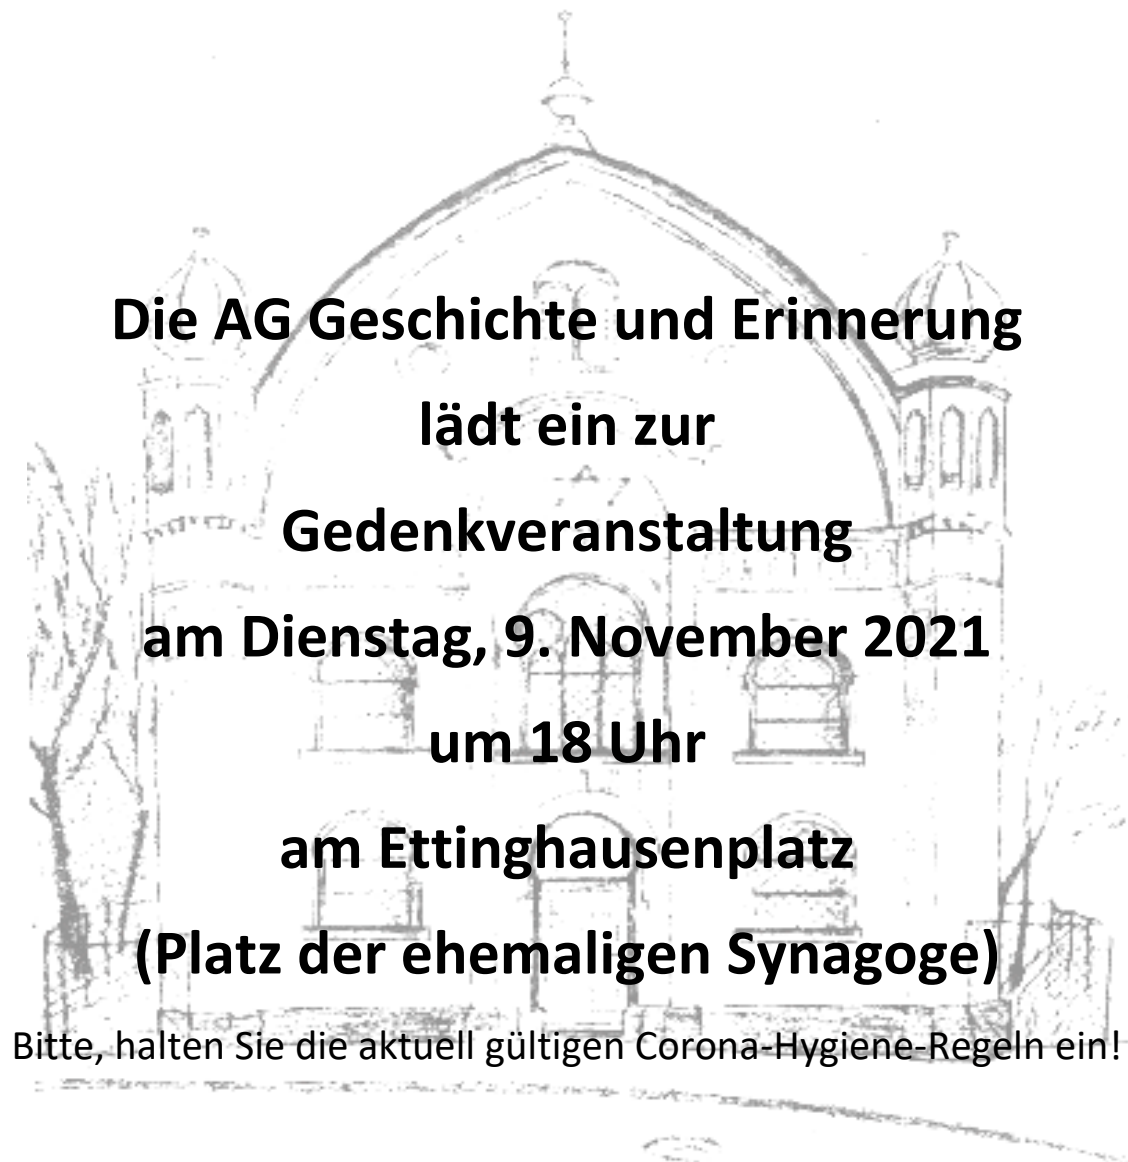 Die AG Geschichte und Erinnerung
lädt ein zur
Gedenkveranstaltung
am Dienstag, 9. November 2021
um 18 Uhr
am Ettinghausenplatz
(Platz der ehemaligen Synagoge)
Bitte, halten Sie die aktuell gültigen Corona-Hygiene-Regeln ein!